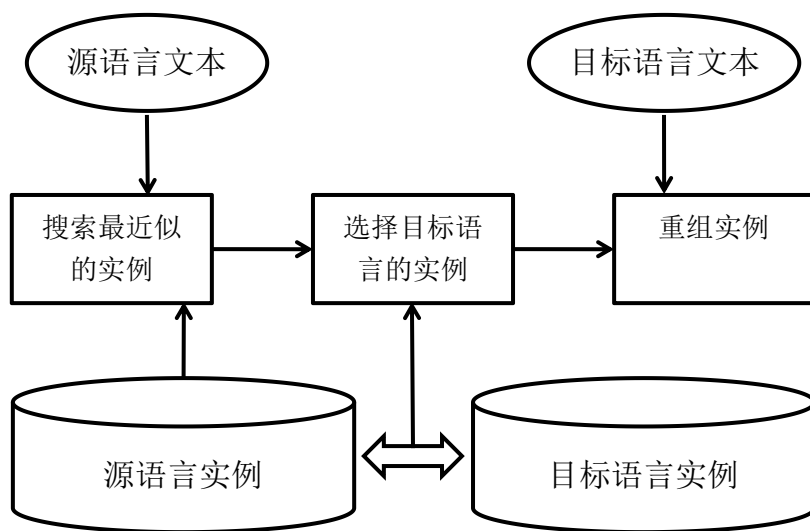 源语言文本
目标语言文本
搜索最近似
的实例
选择目标语
言的实例
重组实例
源语言实例
目标语言实例